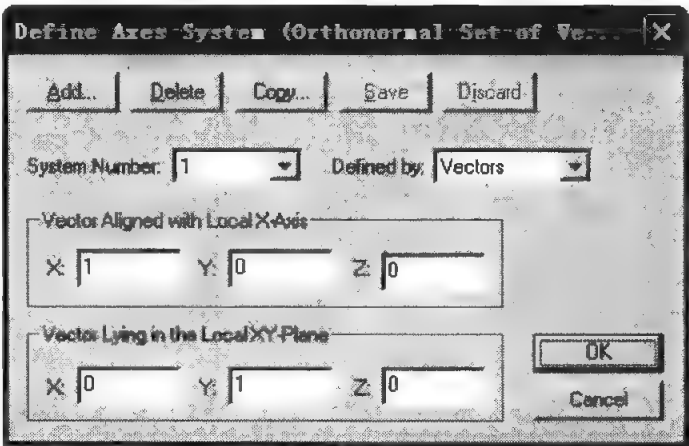 Define Axes System (Orthonormal Set of Ve...
Add... Delete Copy... Save Discard
System Number: 1 Defined by: Vectors
Vector Aligned with Local X-Axis
X: 1 Y: 0 Z: 0
Vector Lying in the Local XY-Plane
X: 0 Y: 1 Z: 0
OK
Cancel